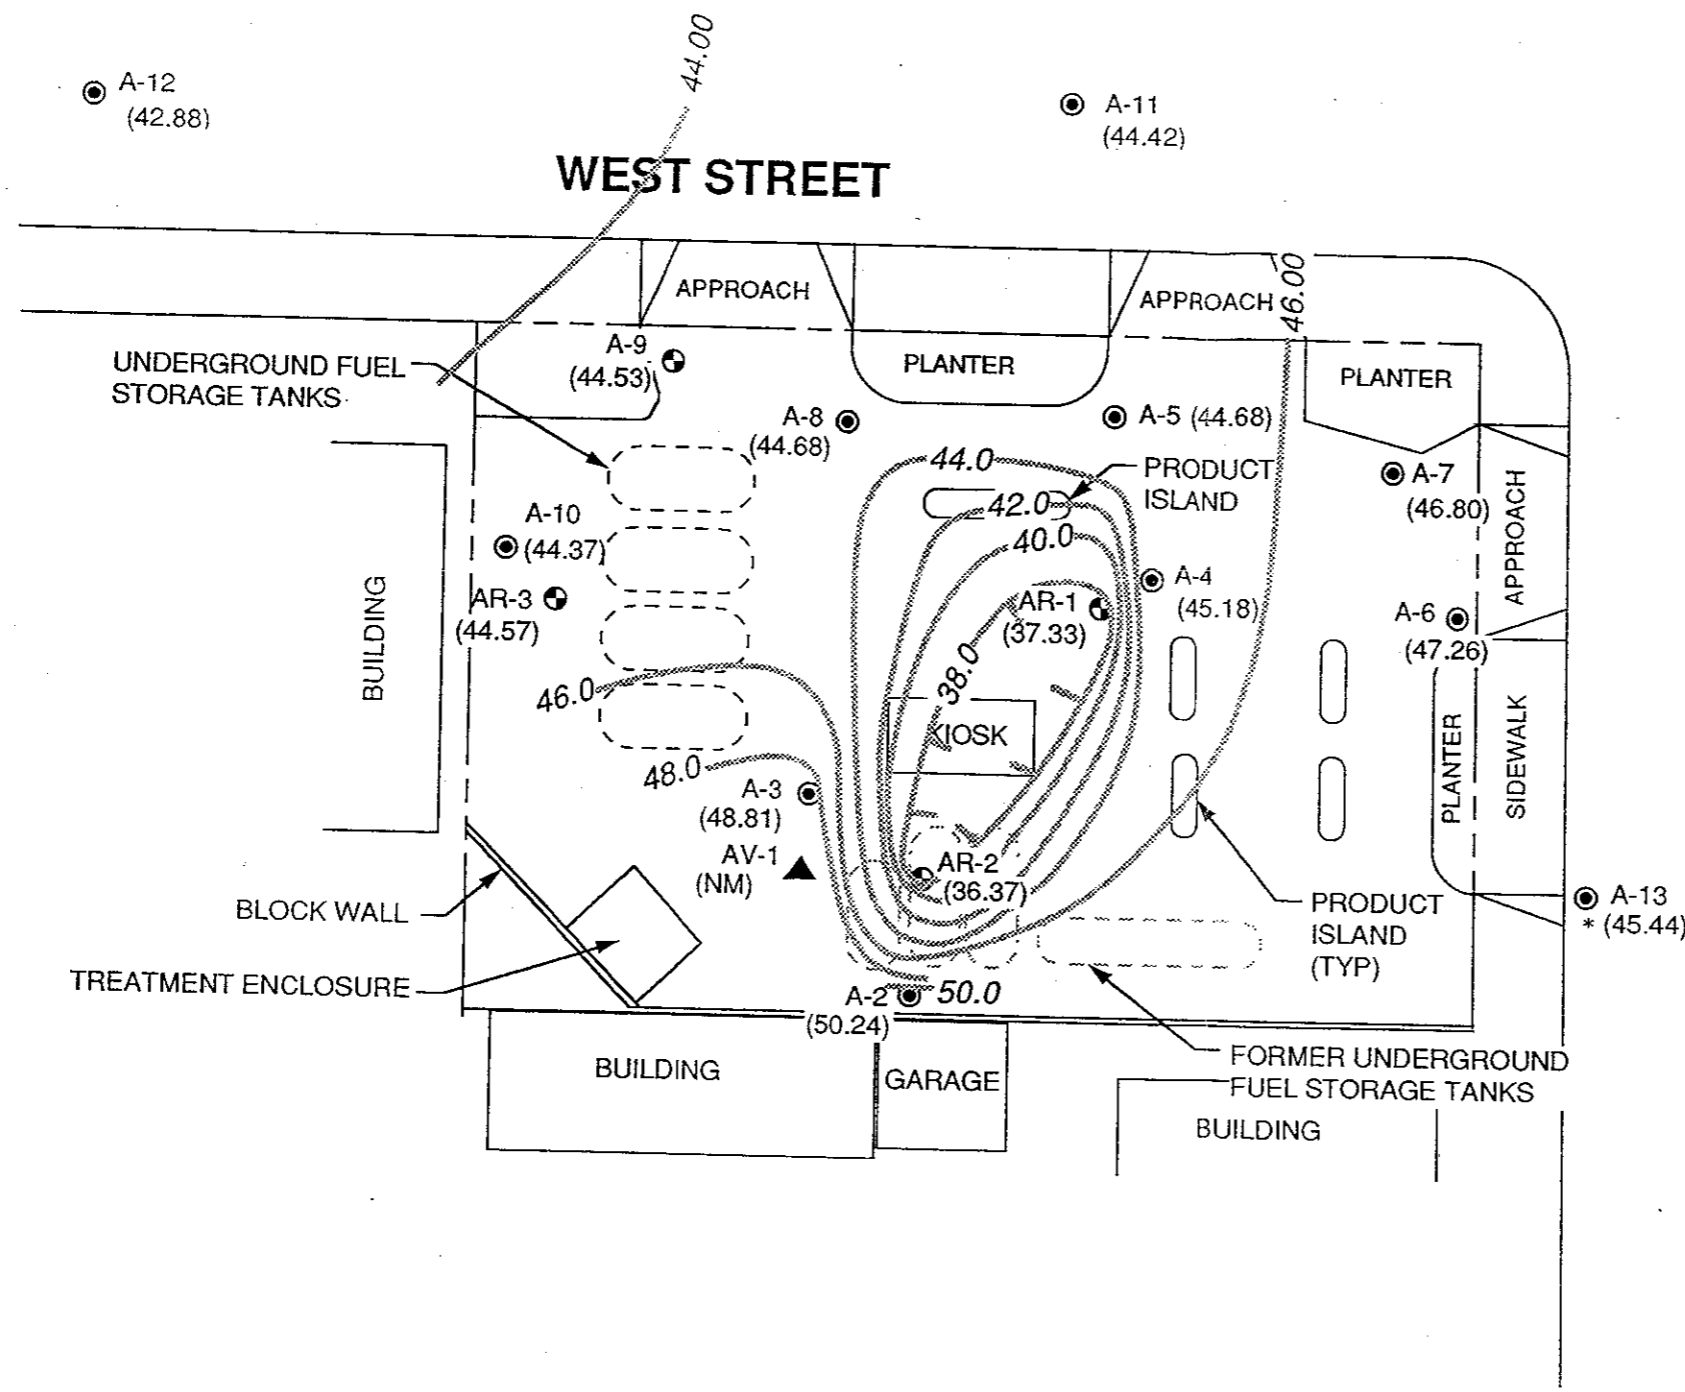 44.00
A-12
(42.88)
A-11
(44.42)
WEST STREET
APPROACH
APPROACH
46.00
A-9
(44.53)
UNDERGROUND FUEL
STORAGE TANKS
PLANTER
PLANTER
A-8
(44.68)
A-5 (44.68)
44.0
PRODUCT
ISLAND
A-7
(46.80)
APPROACH
42.0
40.0
A-10
(44.37)
AR-3
(44.57)
AR-1
(37.33)
A-4
(45.18)
A-6
(47.26)
BUILDING
38.0
46.0
KIOSK
48.0
A-3
(48.81)
PLANTER
SIDEWALK
AV-1
(NM)
AR-2
(36.37)
BLOCK WALL
PRODUCT
ISLAND
(TYP)
A-13
* (45.44)
TREATMENT ENCLOSURE
A-2
(50.24)
50.0
BUILDING
GARAGE
FORMER UNDERGROUND
FUEL STORAGE TANKS
BUILDING